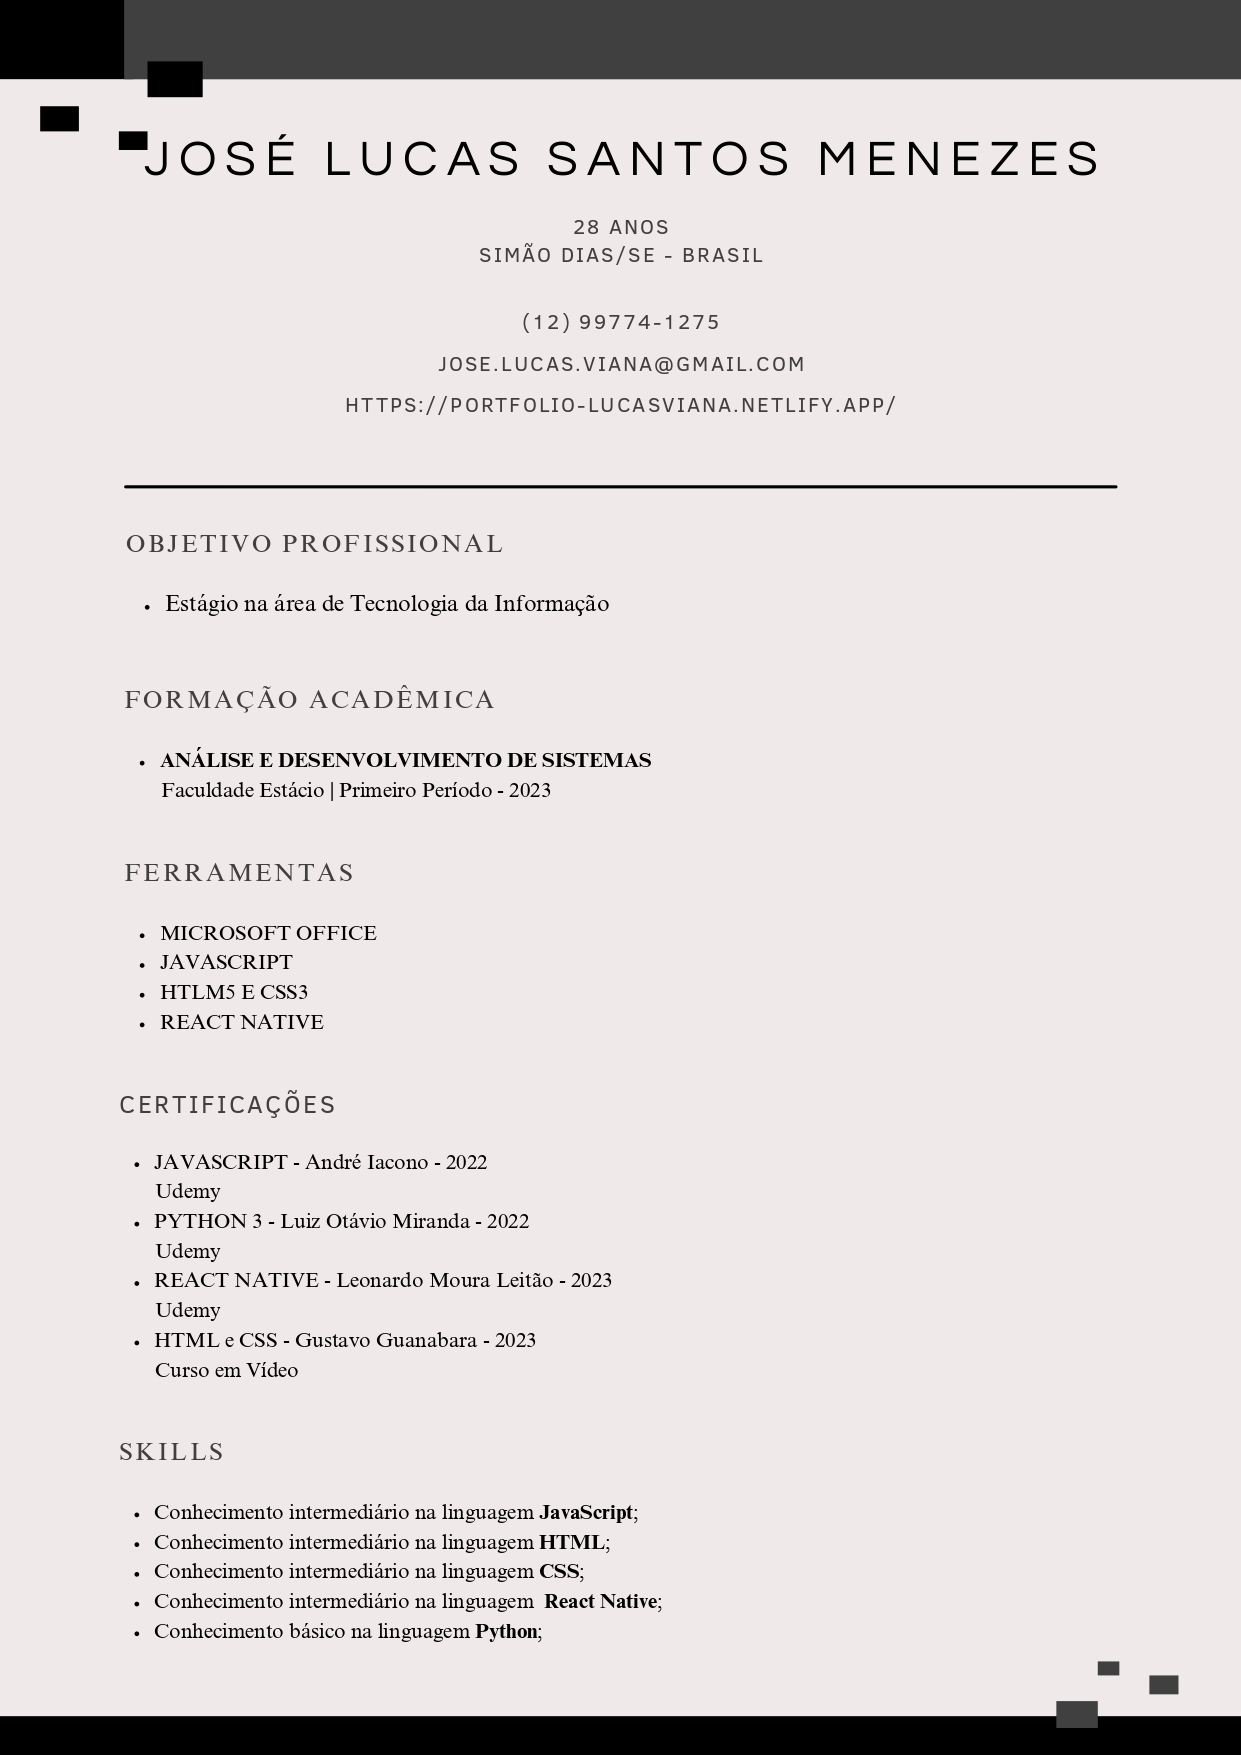 JOSÉ LUCAS SANTOS MENEZES
28 ANOS
SIMÃO DIAS/SE - BRASIL
(12) 99774-1275
JOSE.LUCAS.VIANA@GMAIL.COM
HTTPS://PORTFOLIO-LUCASVIANA.NETLIFY.APP/
OBJETIVO PROFISSIONAL
• Estágio na área de Tecnologia da Informação
FORMAÇÃO ACADÊMICA
• ANÁLISE E DESENVOLVIMENTO DE SISTEMAS
Faculdade Estácio | Primeiro Período - 2023
FERRAMENTAS
• MICROSOFT OFFICE
• JAVASCRIPT
• HTLM5 E CSS3
• REACT NATIVE
CERTIFICAÇÕES
• JAVASCRIPT - André Iacono - 2022
Udemy
• PYTHON 3 - Luiz Otávio Miranda - 2022
Udemy
• REACT NATIVE - Leonardo Moura Leitão - 2023
Udemy
• HTML e CSS - Gustavo Guanabara - 2023
Curso em Vídeo
SKILLS
• Conhecimento intermediário na linguagem JavaScript;
• Conhecimento intermediário na linguagem HTML;
• Conhecimento intermediário na linguagem CSS;
• Conhecimento intermediário na linguagem React Native;
• Conhecimento básico na linguagem Python;